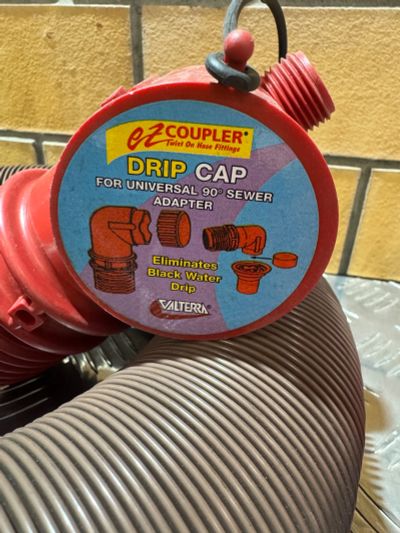 EZ COUPLER®
Twist On Hose Fittings
DRIP CAP
FOR UNIVERSAL 90° SEWER
ADAPTER
Eliminates
Black Water
Drip
VALTERRA